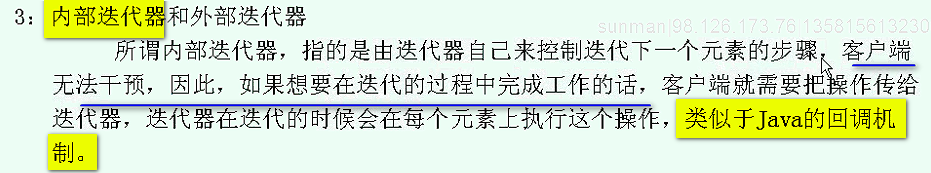 3：内部迭代器和外部迭代器
sunman|98.126.173.76|135815613230
所谓内部迭代器，指的是由迭代器自己来控制迭代下一个元素的步骤，客户端
无法干预，因此，如果想要在迭代的过程中完成工作的话，客户端就需要把操作传给
迭代器，迭代器在迭代的时候会在每个元素上执行这个操作，类似于Java的回调机
制。